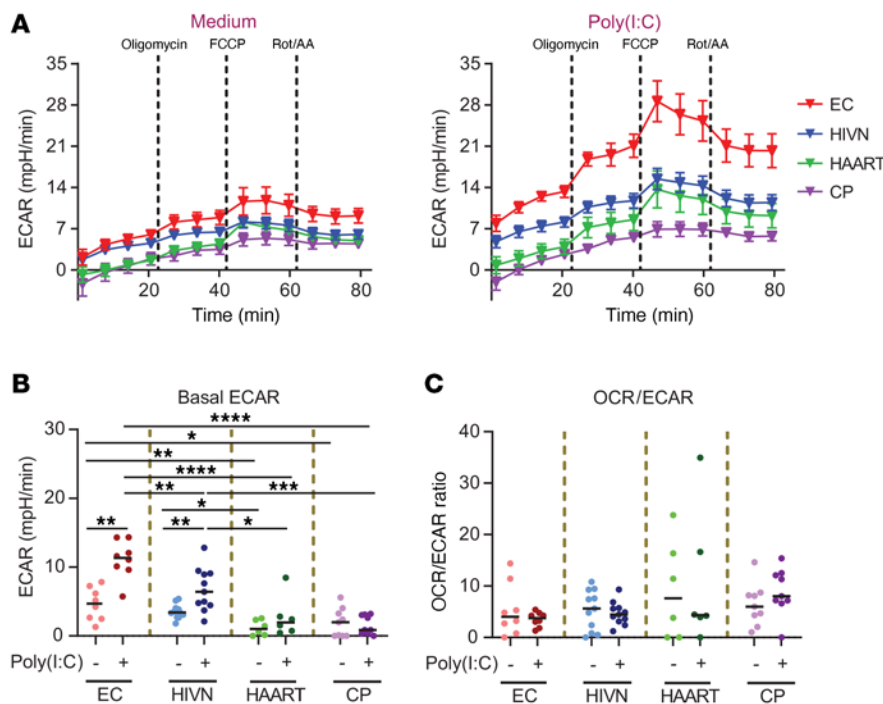 A
Medium
Poly(I:C)
Oligomycin FCCP Rot/AA
Oligomycin FCCP Rot/AA
35
28
21
14
7
0
ECAR (mpH/min)
20 40 60 80
Time (min)
35
28
21
14
7
0
ECAR (mpH/min)
20 40 60 80
Time (min)
EC
HIVN
HAART
CP
B
Basal ECAR
30
20
10
0
ECAR (mpH/min)
****
*
**
****
** ***
*
** ** *
Poly(I:C) - + - + - + - +
EC HIVN HAART CP
C
OCR/ECAR
40
30
20
10
0
OCR/ECAR ratio
Poly(I:C) - + - + - + - +
EC HIVN HAART CP